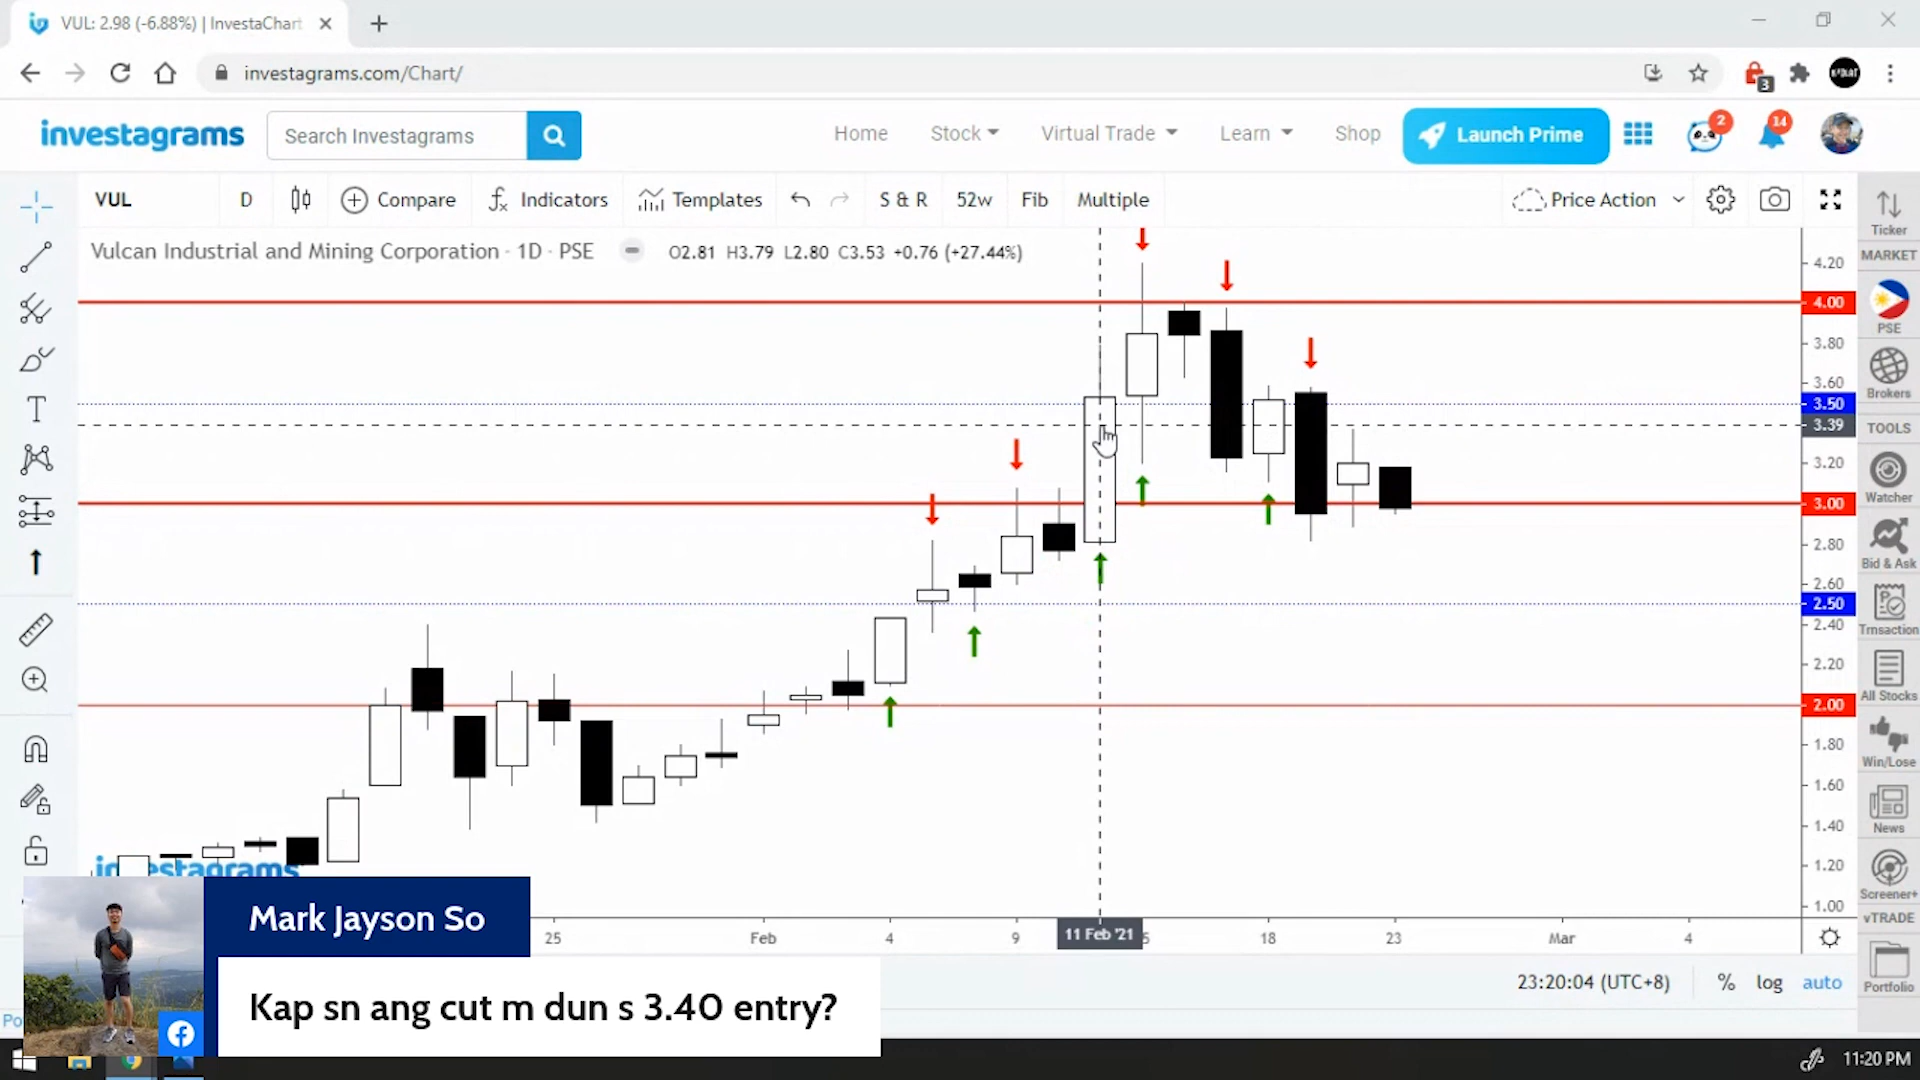 VUL: 2.98 (-6.88%) | InvestaChart
investagrams.com/Chart/
3
investagrams
Search Investagrams
Home
Stock
Virtual Trade
Learn
Shop
Launch Prime
2
14
VUL
D
Compare
Indicators
Templates
S & R
52w
Fib
Multiple
Price Action
Vulcan Industrial and Mining Corporation · 1D · PSE
O2.81 H3.79 L2.80 C3.53 +0.76 (+27.44%)
4.20
4.00
3.80
3.60
3.50
3.39
3.20
3.00
2.80
2.60
2.50
2.40
2.20
2.00
1.80
1.60
1.40
1.20
1.00
Ticker
MARKET
PSE
Brokers
TOOLS
Watcher
Bid & Ask
Trnsaction
All Stocks
Win/Lose
News
Screener+
vTRADE
Portfolio
investagrams
25
Feb
4
9
11 Feb '21
5
18
23
Mar
4
23:20:04 (UTC+8)
%
log
auto
Mark Jayson So
Kap sn ang cut m dun s 3.40 entry?
Po
11:20 PM